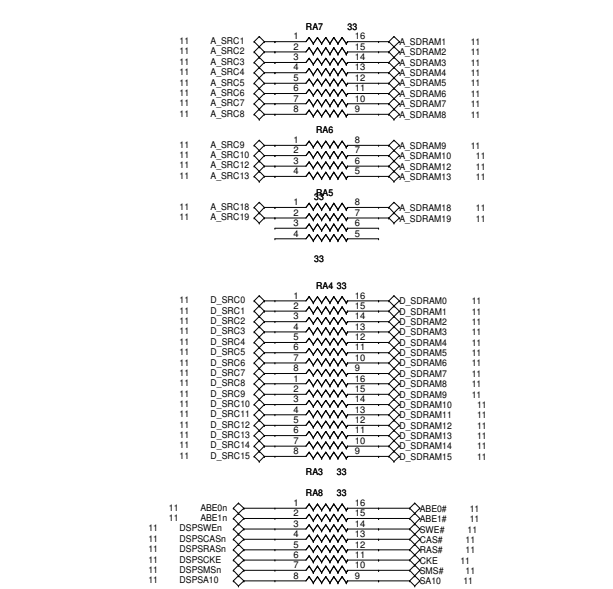 RA7 33
11 A_SRC1 1 16 A_SDRAM1 11
11 A_SRC2 2 15 A_SDRAM2 11
11 A_SRC3 3 14 A_SDRAM3 11
11 A_SRC4 4 13 A_SDRAM4 11
11 A_SRC5 5 12 A_SDRAM5 11
11 A_SRC6 6 11 A_SDRAM6 11
11 A_SRC7 7 10 A_SDRAM7 11
11 A_SRC8 8 9 A_SDRAM8 11
RA6
11 A_SRC9 1 8 A_SDRAM9 11
11 A_SRC10 2 7 A_SDRAM10 11
11 A_SRC12 3 6 A_SDRAM12 11
11 A_SRC13 4 5 A_SDRAM13 11
RA5
33
11 A_SRC18 1 8 A_SDRAM18 11
11 A_SRC19 2 7 A_SDRAM19 11
3 6
4 5
33
RA4 33
11 D_SRC0 1 16 D_SDRAM0 11
11 D_SRC1 2 15 D_SDRAM1 11
11 D_SRC2 3 14 D_SDRAM2 11
11 D_SRC3 4 13 D_SDRAM3 11
11 D_SRC4 5 12 D_SDRAM4 11
11 D_SRC5 6 11 D_SDRAM5 11
11 D_SRC6 7 10 D_SDRAM6 11
11 D_SRC7 8 9 D_SDRAM7 11
11 D_SRC8 1 16 D_SDRAM8 11
11 D_SRC9 2 15 D_SDRAM9 11
11 D_SRC10 3 14 D_SDRAM10 11
11 D_SRC11 4 13 D_SDRAM11 11
11 D_SRC12 5 12 D_SDRAM12 11
11 D_SRC13 6 11 D_SDRAM13 11
11 D_SRC14 7 10 D_SDRAM14 11
11 D_SRC15 8 9 D_SDRAM15 11
RA3 33
RA8 33
11 ABE0n 1 16 ABE0# 11
11 ABE1n 2 15 ABE1# 11
11 DSPSWEn 3 14 SWE# 11
11 DSPSCASn 4 13 CAS# 11
11 DSPSRASn 5 12 RAS# 11
11 DSPSCKE 6 11 CKE 11
11 DSPSMSn 7 10 SMS# 11
11 DSPSA10 8 9 SA10 11